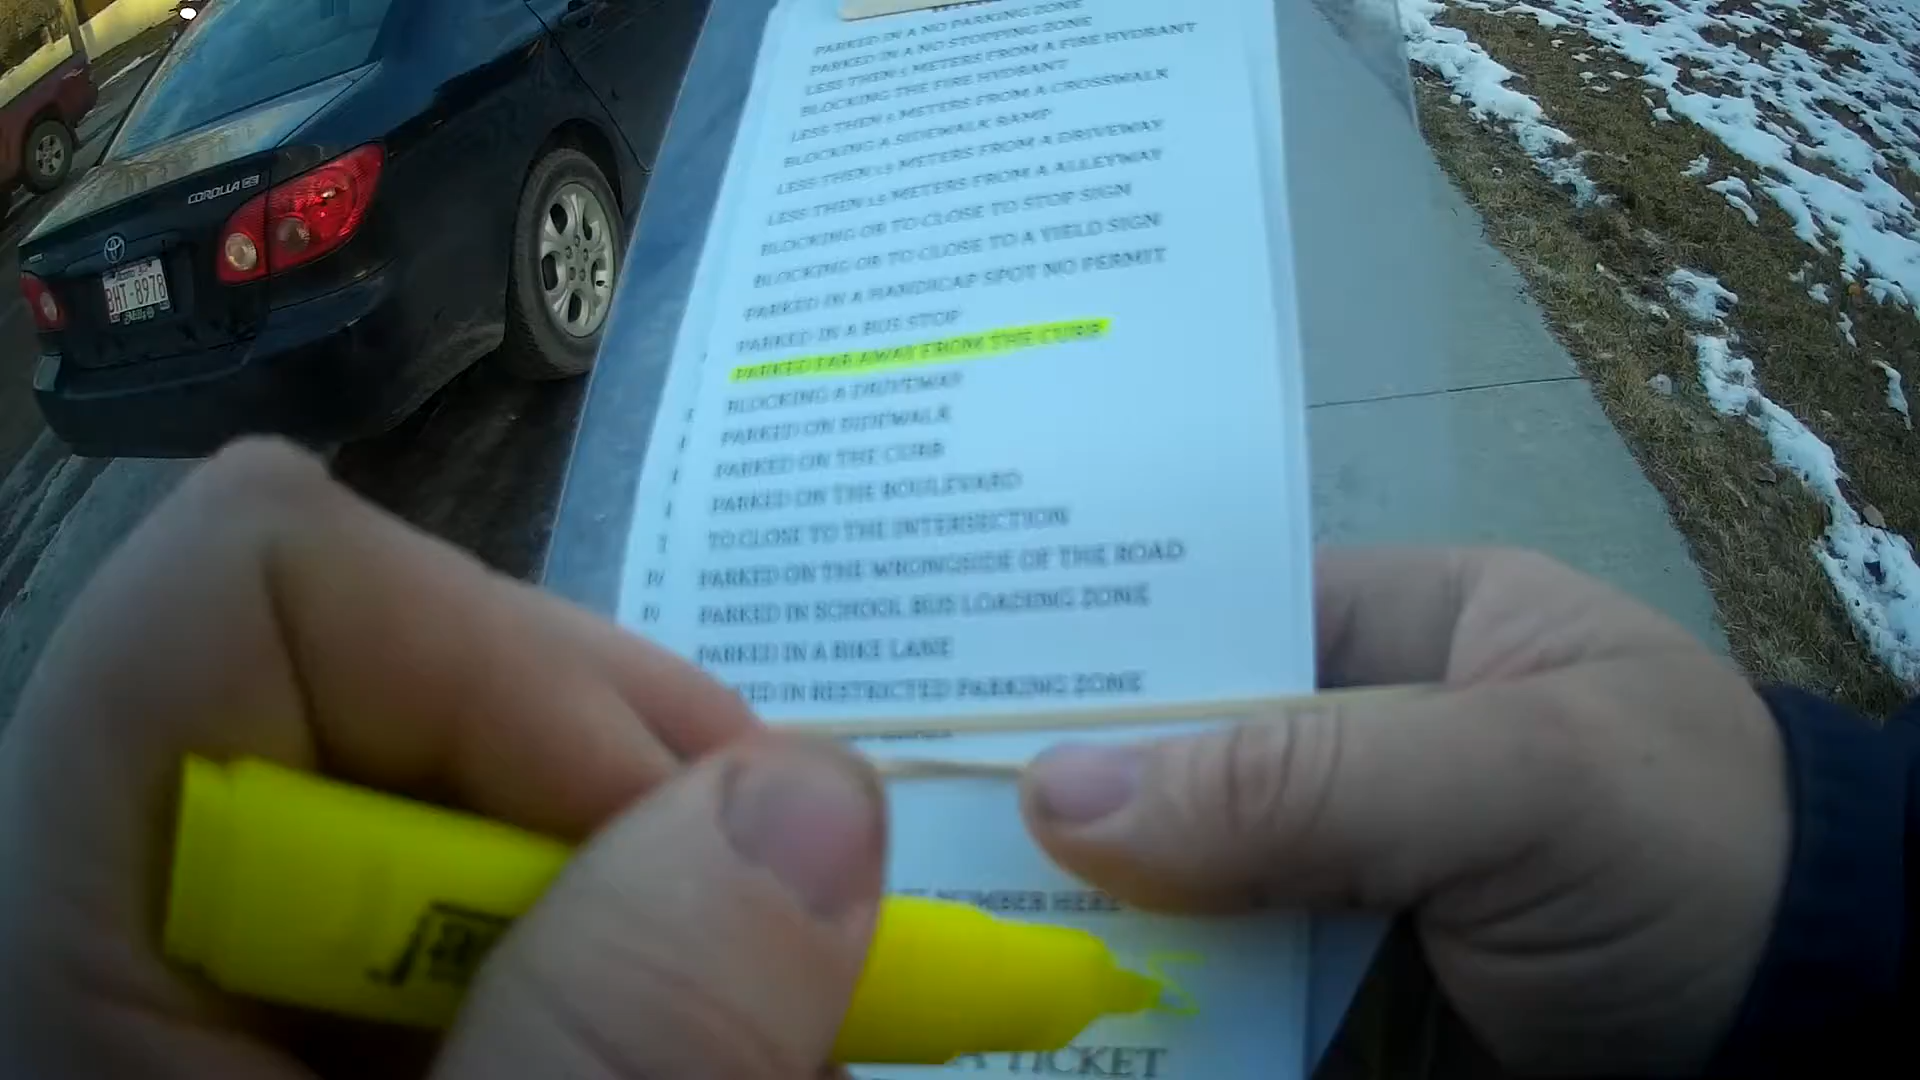 PARKED IN A NO PARKING ZONE
PARKED IN A NO STOPPING ZONE
LESS THEN 5 METERS FROM A FIRE HYDRANT
BLOCKING THE FIRE HYDRANT
LESS THEN 5 METERS FROM A CROSSWALK
BLOCKING A SIDEWALK RAMP
LESS THEN 1.5 METERS FROM A DRIVEWAY
LESS THEN 1.5 METERS FROM A ALLEYWAY
BLOCKING OR TO CLOSE TO STOP SIGN
BLOCKING OR TO CLOSE TO A YIELD SIGN
PARKED IN A HANDICAP SPOT NO PERMIT
PARKED IN A BUS STOP
PARKED FAR AWAY FROM THE CURB
BLOCKING A DRIVEWAY
PARKED ON SIDEWALK
PARKED ON THE CURB
PARKED ON THE BOULEVARD
TO CLOSE TO THE INTERSECTION
PARKED ON THE WRONGSIDE OF THE ROAD
PARKED IN SCHOOL BUS LOADING ZONE
PARKED IN A BIKE LANE
IN RESTRICTED PARKING ZONE
NUMBER HERE
A TICKET
COROLLA CE
BHT-8978